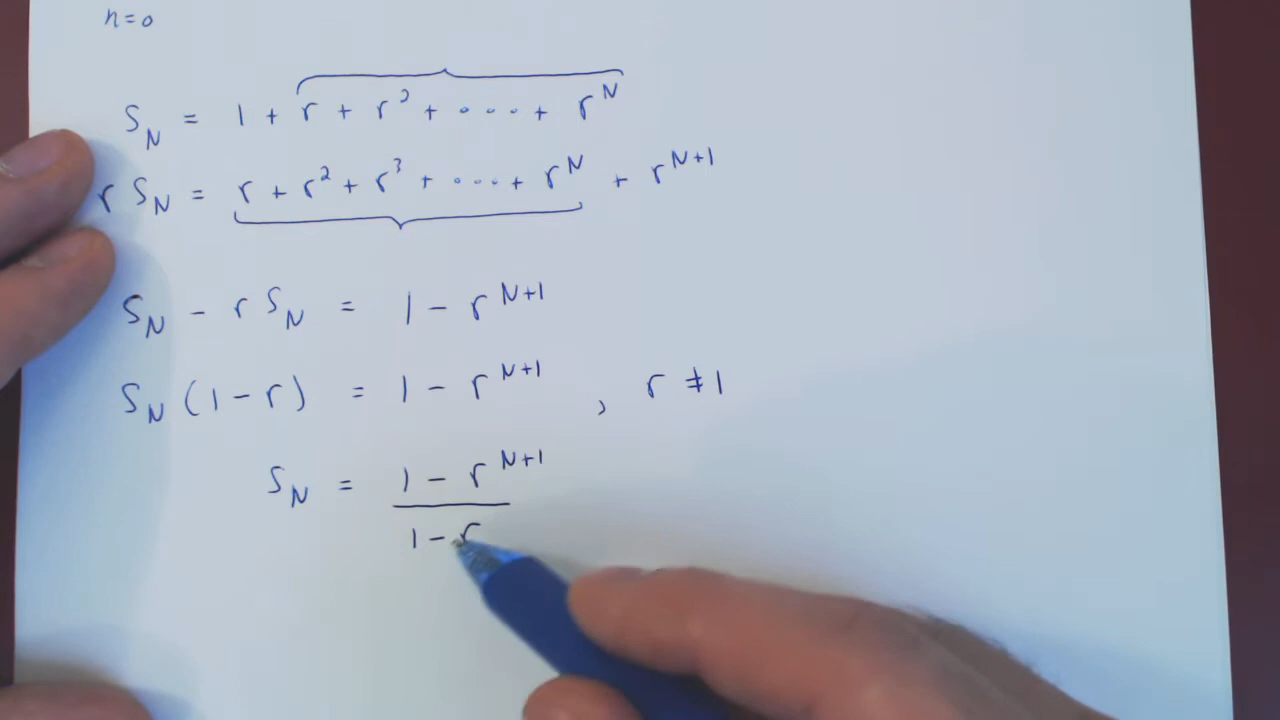 n=0
S_N = 1 + r + r^2 + .... + r^N
r S_N = r + r^2 + r^3 + .... + r^N + r^{N+1}
S_N - r S_N = 1 - r^{N+1}
S_N (1-r) = 1 - r^{N+1} , r ≠ 1
S_N = \frac{1 - r^{N+1}}{1 - r}